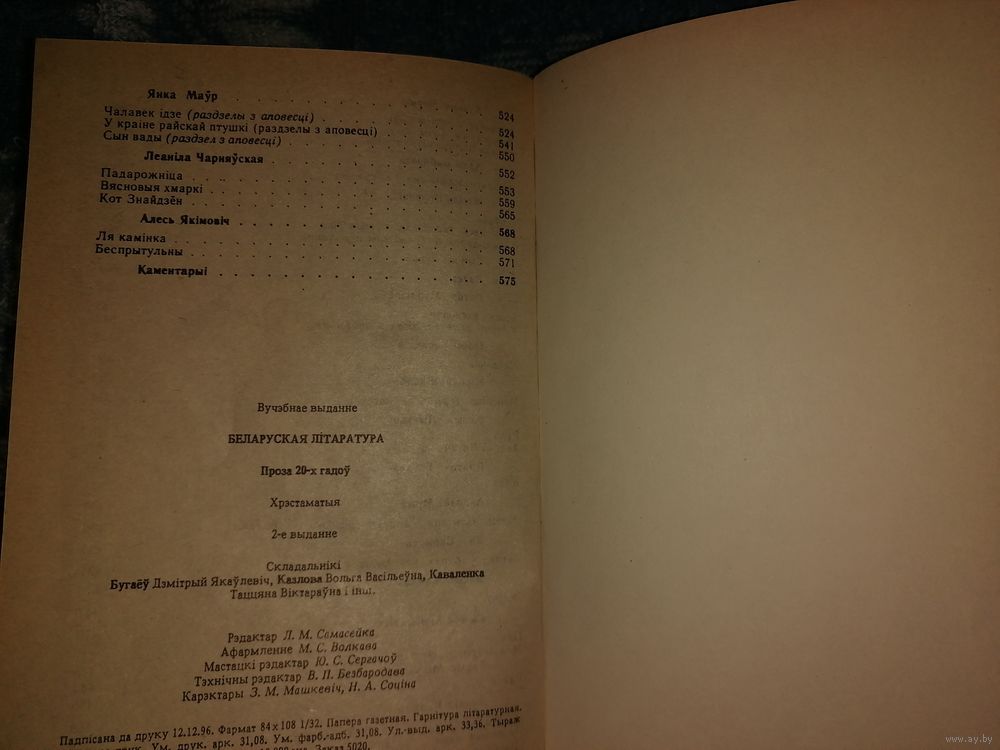 Янка Маўр . . . . . . . . . . . . 524
Чалавек ідзе (раздзелы з аповесці) . . . . . . 524
У краіне райскай птушкі (раздзелы з аповесці) . . . . 541
Сын вады (раздзел з аповесці) . . . . . . . 550
Леаніла Чарняўская . . . . . . . . 552
Падарожніца . . . . . . . . . . . . 553
Вясновыя хмаркі . . . . . . . . . . . 559
Кот Знайдзён . . . . . . . . . . . . 565
Алесь Якімовіч . . . . . . . . . . 568
Ля камінка . . . . . . . . . . . . . 568
Беспрытульны . . . . . . . . . . . . 571
Каментарыі . . . . . . . . . . . 575
Вучэбнае выданне
БЕЛАРУСКАЯ ЛІТАРАТУРА
Проза 20-х гадоў
Хрэстаматыя
2-е выданне
Складальнікі
Бугаёў Дзмітрый Якаўлевіч, Казлова Вольга Васільеўна, Каваленка
Таццяна Віктараўна і інш.
Рэдактар Л. М. Самасейка
Афармленне М. С. Волкава
Мастацкі рэдактар Ю. С. Сергачоў
Тэхнічны рэдактар В. П. Безбародава
Карэктары З. М. Машкевіч, Н. А. Соціна
Падпісана да друку 12.12.96. Фармат 84х108 1/32. Папера газетная. Гарнітура літаратурная.
друк. Ум. друк. арк. 31,08. Ум. фарб.-адб. 31,08. Ул.-выд. арк. 33,36. Тыраж
Заказ 5020.
www.ay.by